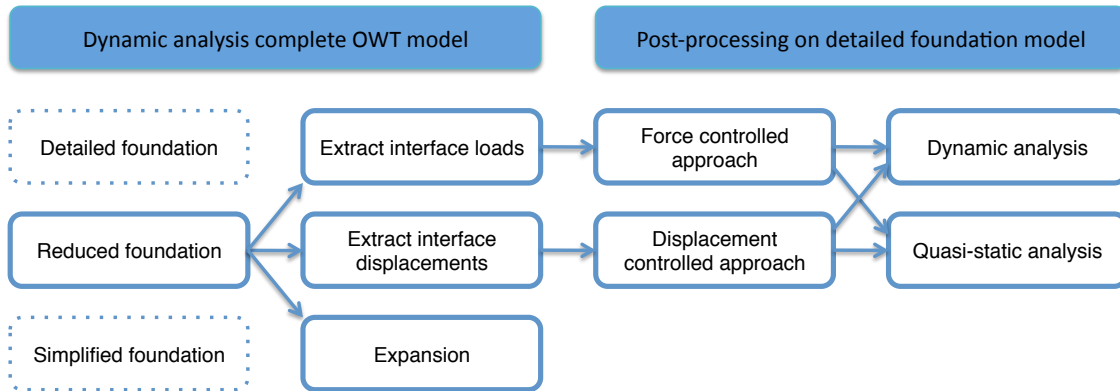 Dynamic analysis complete OWT model
Post-processing on detailed foundation model
Detailed foundation
Extract interface loads
Force controlled
approach
Dynamic analysis
Reduced foundation
Extract interface
displacements
Displacement
controlled approach
Quasi-static analysis
Simplified foundation
Expansion